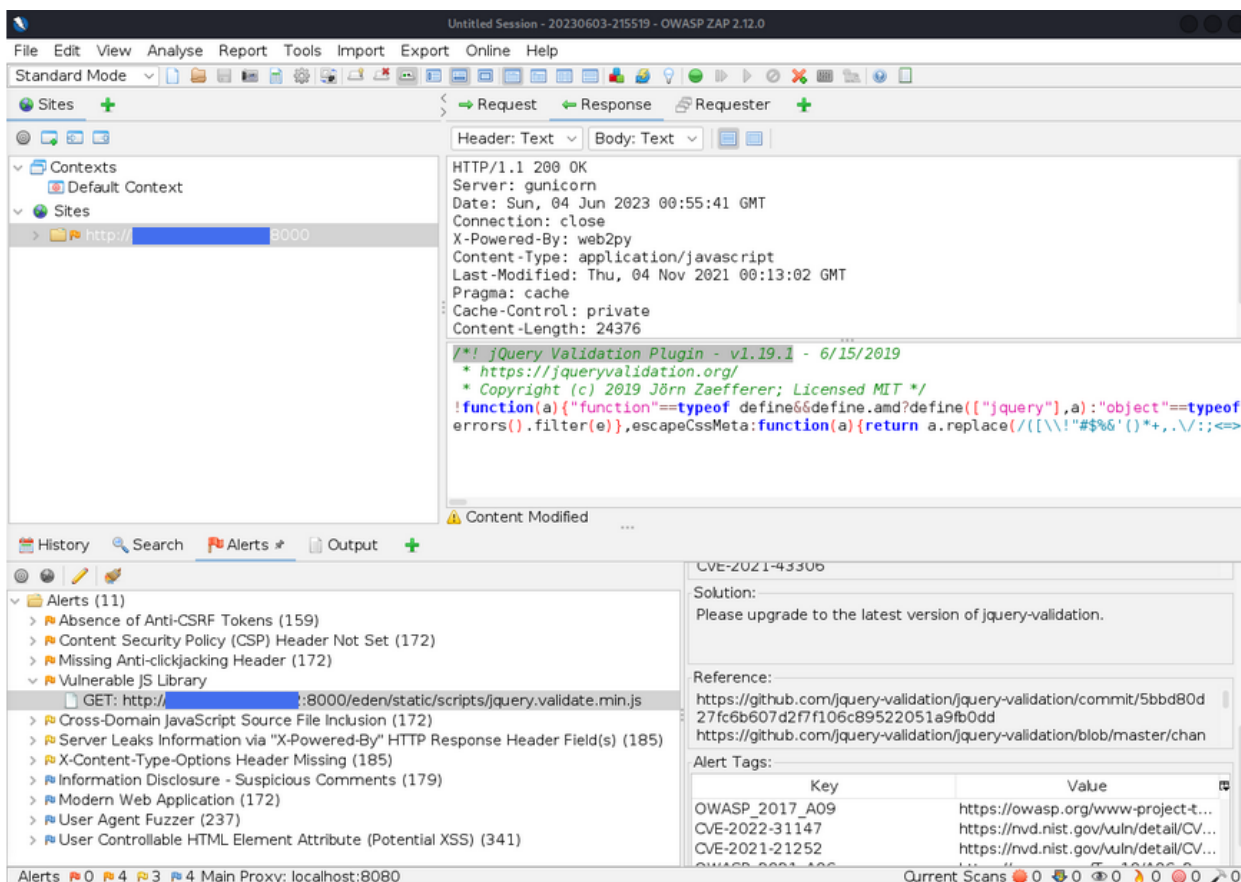 Untitled Session - 20230603-215519 - OWASP ZAP 2.12.0
File Edit View Analyse Report Tools Import Export Online Help
Standard Mode
Sites
Request Response Requester
Header: Text Body: Text
Contexts
Default Context
Sites
http:// 8000
HTTP/1.1 200 OK
Server: gunicorn
Date: Sun, 04 Jun 2023 00:55:41 GMT
Connection: close
X-Powered-By: web2py
Content-Type: application/javascript
Last-Modified: Thu, 04 Nov 2021 00:13:02 GMT
Pragma: cache
Cache-Control: private
Content-Length: 24376
/*! jQuery Validation Plugin - v1.19.1 - 6/15/2019
* https://jqueryvalidation.org/
* Copyright (c) 2019 Jörn Zaefferer; Licensed MIT */
!function(a){"function"==typeof define&&define.amd?define(["jquery"],a):"object"==typeof
errors().filter(e)},escapeCssMeta:function(a){return a.replace(/([\\!"#$%&'()*+,.\/:;<=>
Content Modified
History Search Alerts Output
Alerts (11)
Absence of Anti-CSRF Tokens (159)
Content Security Policy (CSP) Header Not Set (172)
Missing Anti-clickjacking Header (172)
Vulnerable JS Library
GET: http:// :8000/eden/static/scripts/jquery.validate.min.js
Cross-Domain JavaScript Source File Inclusion (172)
Server Leaks Information via "X-Powered-By" HTTP Response Header Field(s) (185)
X-Content-Type-Options Header Missing (185)
Information Disclosure - Suspicious Comments (179)
Modern Web Application (172)
User Agent Fuzzer (237)
User Controllable HTML Element Attribute (Potential XSS) (341)
CVE-2021-43306
Solution:
Please upgrade to the latest version of jquery-validation.
Reference:
https://github.com/jquery-validation/jquery-validation/commit/5bbd80d
27fc6b607d2f7f106c89522051a9fb0dd
https://github.com/jquery-validation/jquery-validation/blob/master/chan
Alert Tags:
Key Value
OWASP_2017_A09 https://owasp.org/www-project-t...
CVE-2022-31147 https://nvd.nist.gov/vuln/detail/CV...
CVE-2021-21252 https://nvd.nist.gov/vuln/detail/CV...
Alerts 0 4 3 4 Main Proxy: localhost:8080
Current Scans 0 0 0 0 0 0 0